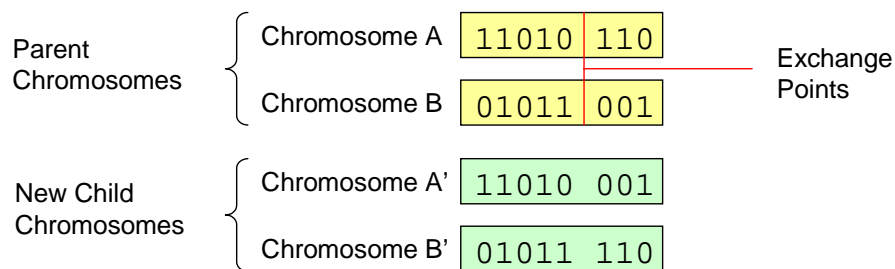 Parent
Chromosomes
Chromosome A
11010 110
Chromosome B
01011 001
Exchange
Points
New Child
Chromosomes
Chromosome A’
11010 001
Chromosome B’
01011 110